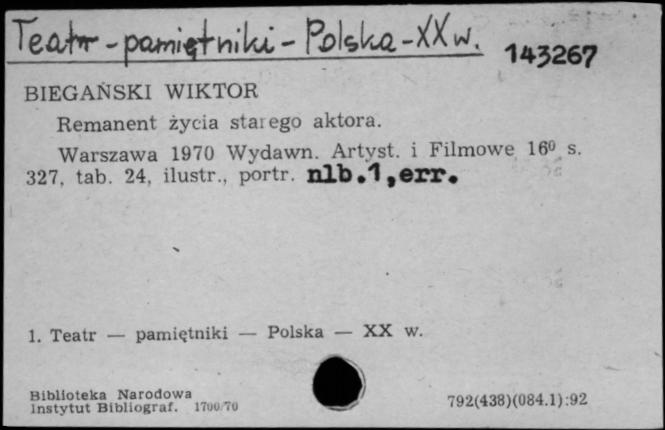 Teatr - pamiętniki - Polska - XX w.
143267
BIEGAŃSKI WIKTOR
Remanent życia starego aktora.
Warszawa 1970 Wydawn. Artyst. i Filmowe 16⁰ s.
327, tab. 24, ilustr., portr. nlb.1,err.
1. Teatr — pamiętniki — Polska — XX w.
Biblioteka Narodowa
Instytut Bibliograf. 1700/70
792(438)(084.1):92